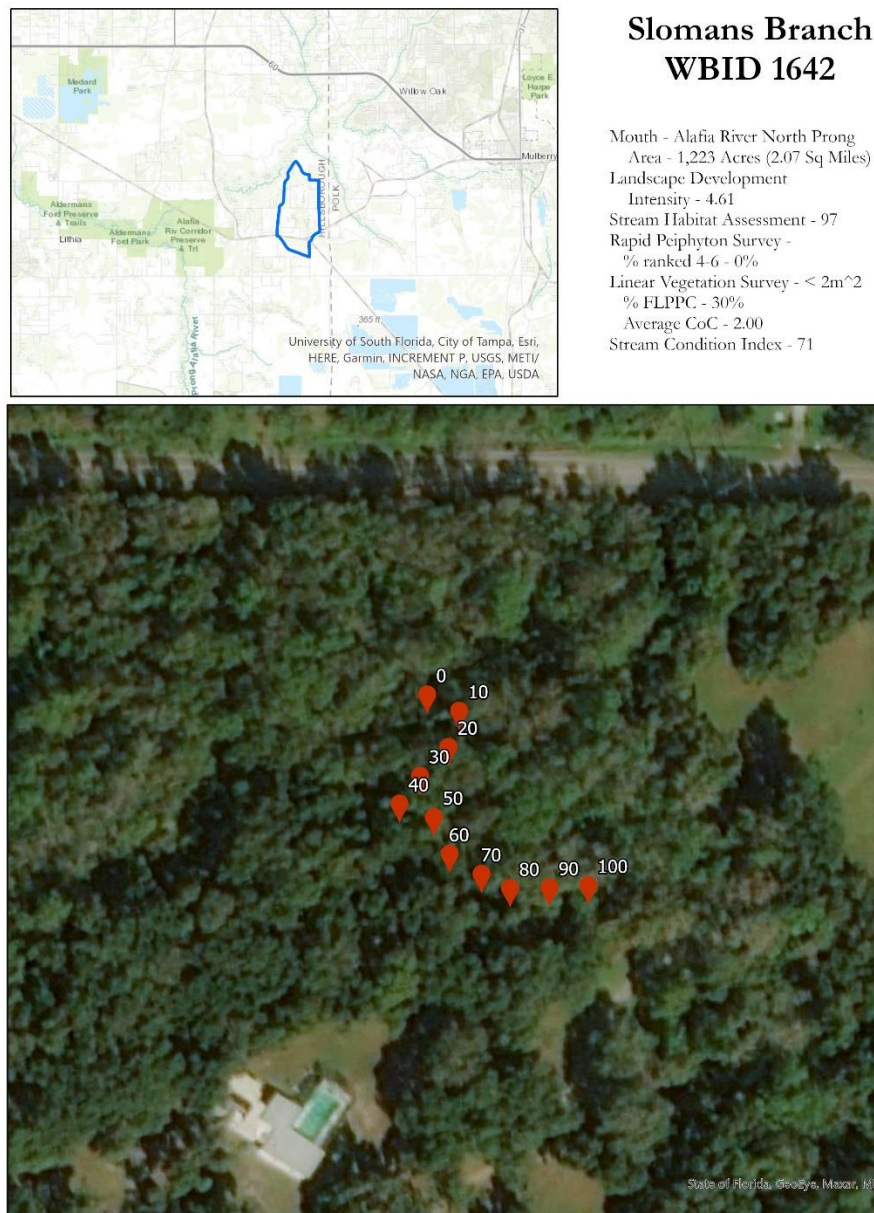 Slomans Branch
WBID 1642
Mouth - Alafia River North Prong
Area - 1,223 Acres (2.07 Sq Miles)
Landscape Development
Intensity - 4.61
Stream Habitat Assessment - 97
Rapid Peiphyton Survey -
% ranked 4-6 - 0%
Linear Vegetation Survey - < 2m^2
% FLPPC - 30%
Average CoC - 2.00
Stream Condition Index - 71
Medard
Park
60
Willow Oak
Loyce E
Harpe
Park
Mulberry
HILLSBOROUGH
POLK
Aldermans
Ford Preserve
& Trails
Lithia
Aldermans
Ford Park
Alafia
Riv Corridor
Preserve
& Trl
365 ft
Alafia River
University of South Florida, City of Tampa, Esri,
HERE, Garmin, INCREMENT P, USGS, METI/
NASA, NGA, EPA, USDA
0
10
20
30
40
50
60
70
80
90
100
State of Florida, GeoEye, Maxar,